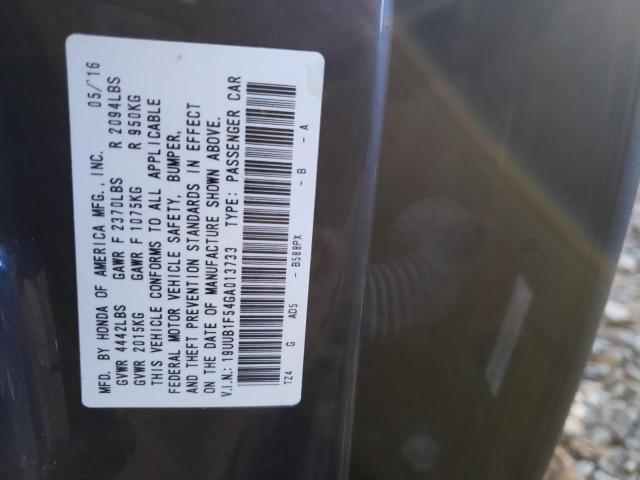 MFD. BY HONDA OF AMERICA MFG., INC. 05/'16
GVWR 4442LBS GAWR F 2370LBS R 2094LBS
GVWR 2015KG GAWR F 1075KG R 950KG
THIS VEHICLE CONFORMS TO ALL APPLICABLE
FEDERAL MOTOR VEHICLE SAFETY, BUMPER,
AND THEFT PREVENTION STANDARDS IN EFFECT
ON THE DATE OF MANUFACTURE SHOWN ABOVE.
V.I.N.: 19UUB1F54GA013733 TYPE: PASSENGER CAR
TZ4 G AD5 - B588PX - B - A